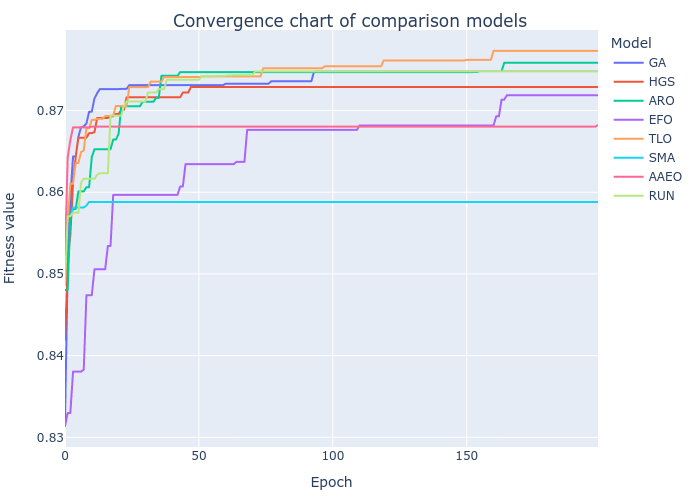 Convergence chart of comparison models
Model
GA
HGS
ARO
EFO
TLO
SMA
AAEO
RUN
Fitness value
0.87
0.86
0.85
0.84
0.83
0
50
100
150
Epoch